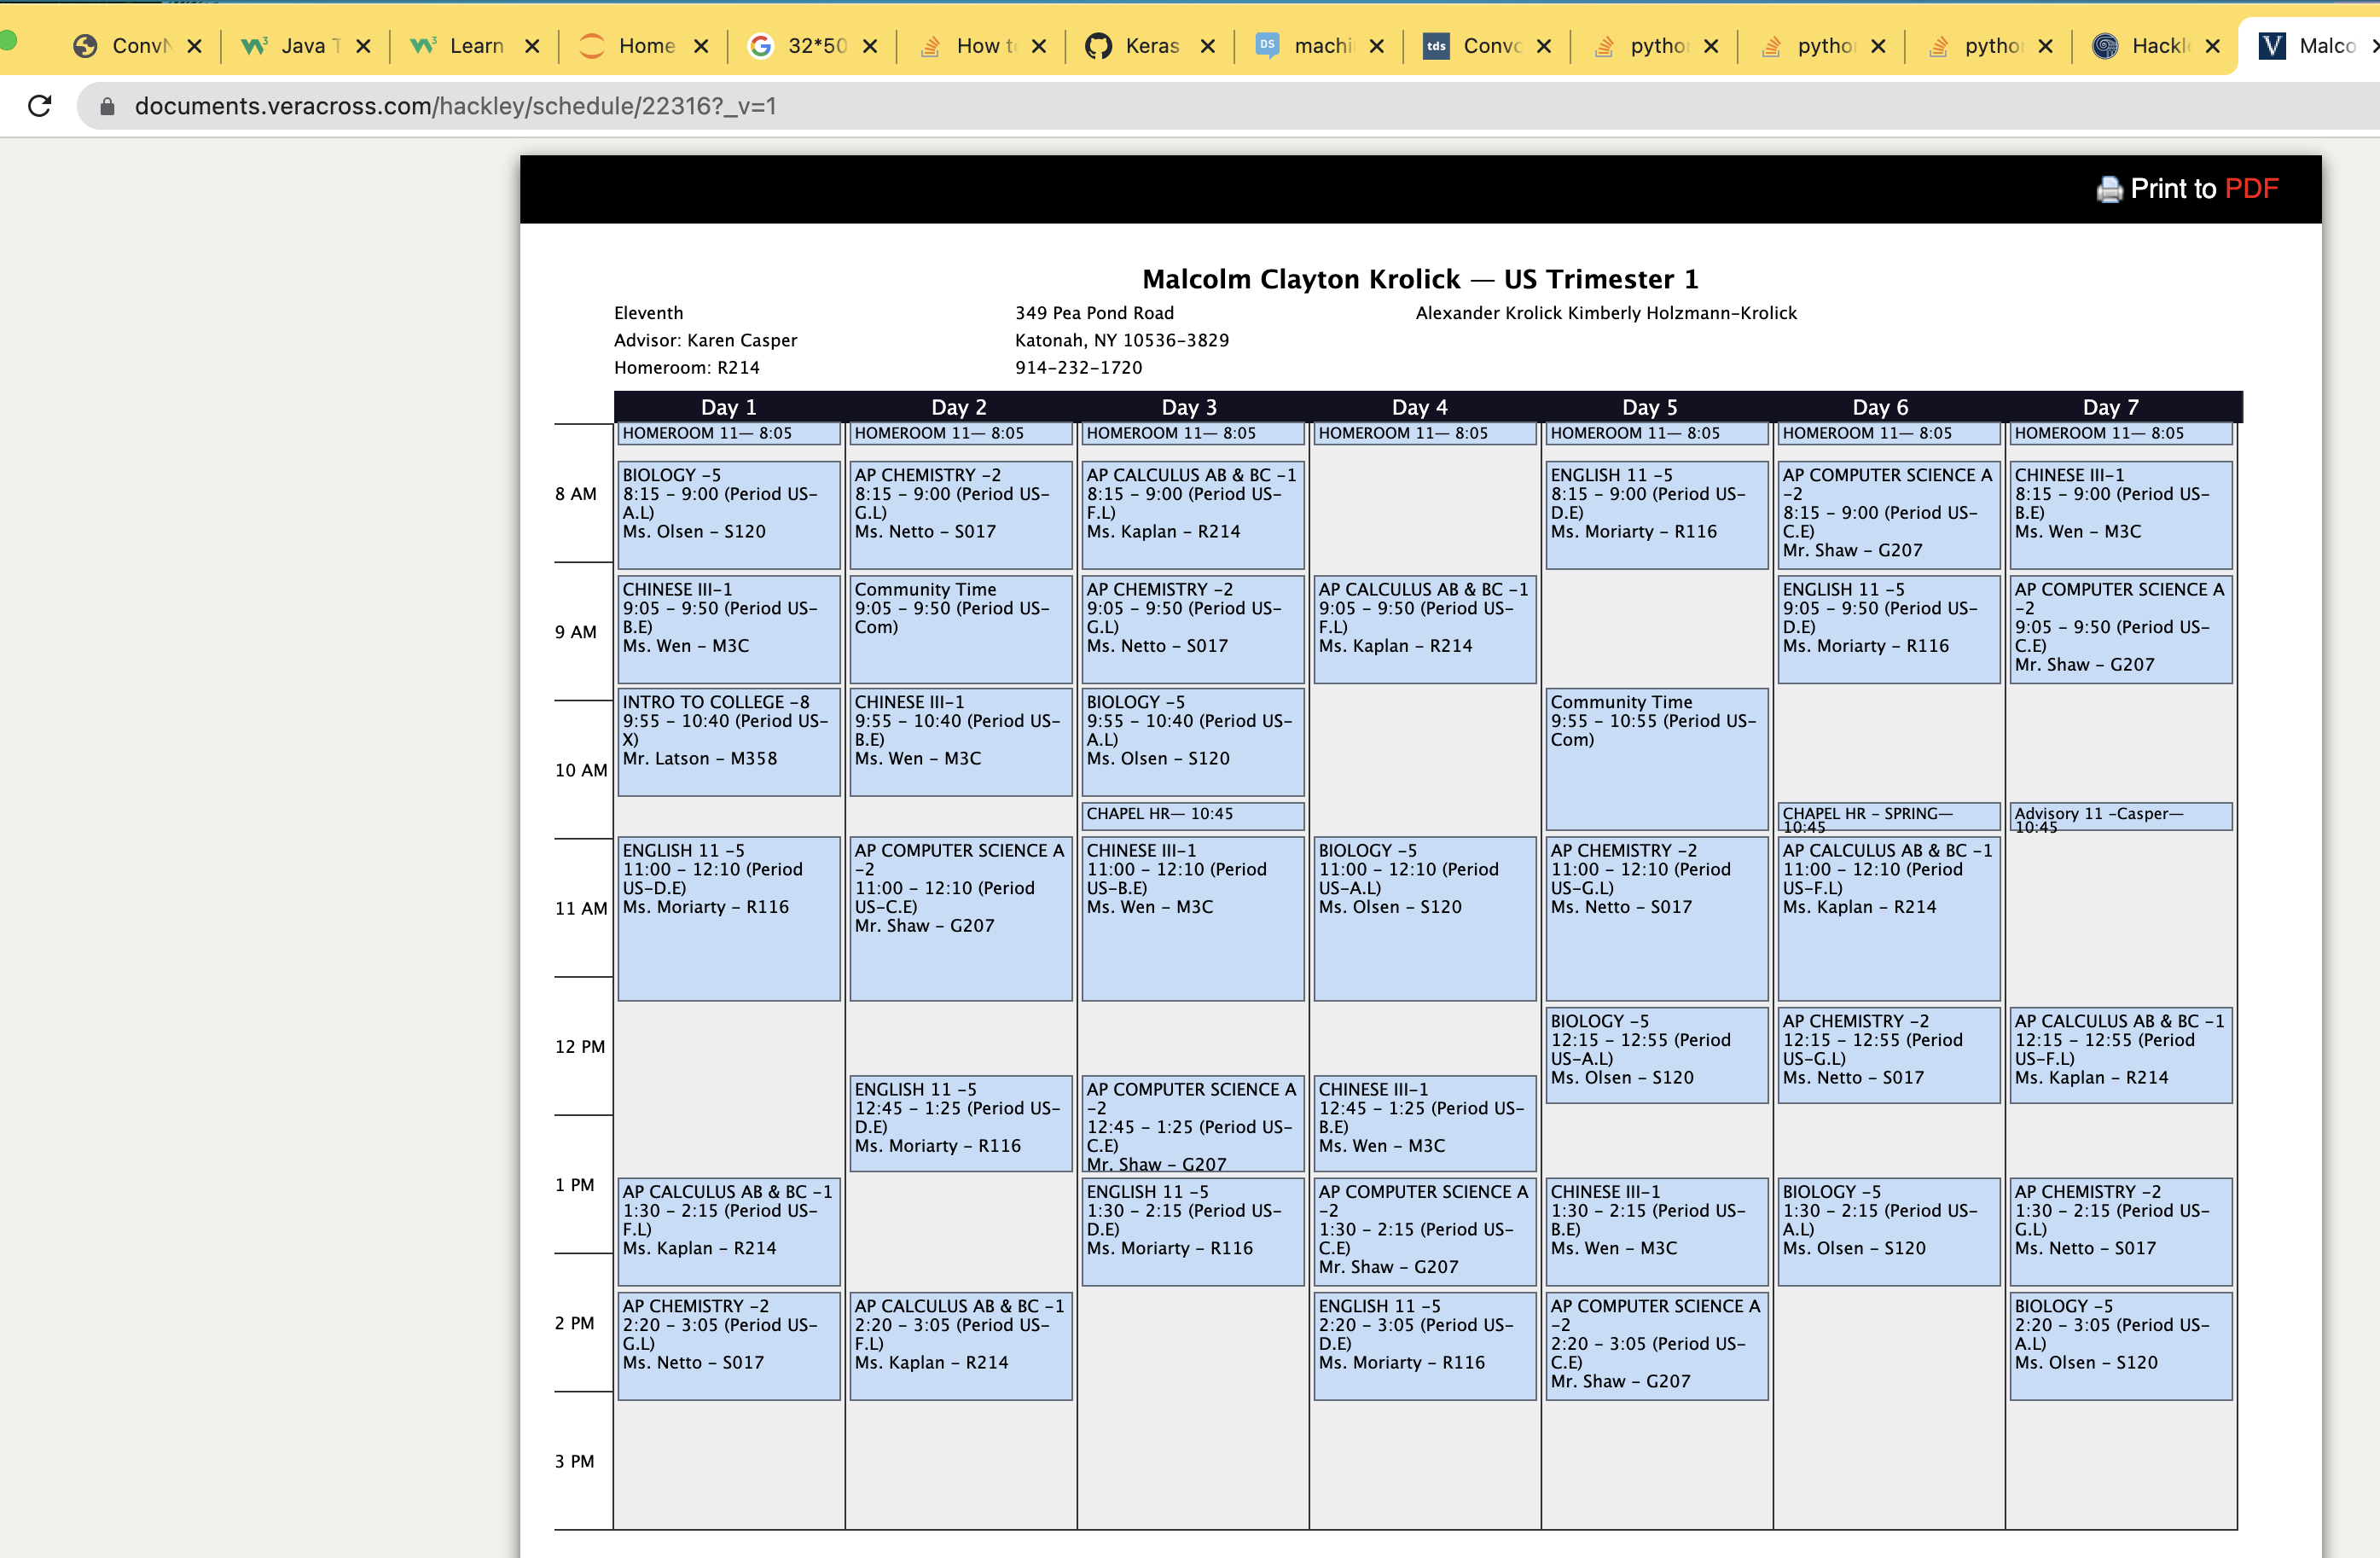 ConvN
Java T
Learn
Home
32*50
How to
Keras
DS
machi
tds
Convo
pytho
pytho
pytho
Hackle
V
Malco
documents.veracross.com/hackley/schedule/22316?_v=1
Print to PDF
Malcolm Clayton Krolick — US Trimester 1
Eleventh
Advisor: Karen Casper
Homeroom: R214
349 Pea Pond Road
Katonah, NY 10536-3829
914-232-1720
Alexander Krolick Kimberly Holzmann-Krolick
8 AM
9 AM
10 AM
11 AM
12 PM
1 PM
2 PM
3 PM
Day 1
HOMEROOM 11— 8:05
BIOLOGY -5
8:15 - 9:00 (Period US-
A.L)
Ms. Olsen - S120
CHINESE III-1
9:05 - 9:50 (Period US-
B.E)
Ms. Wen - M3C
INTRO TO COLLEGE -8
9:55 - 10:40 (Period US-
X)
Mr. Latson - M358
ENGLISH 11 -5
11:00 - 12:10 (Period
US-D.E)
Ms. Moriarty - R116
AP CALCULUS AB & BC -1
1:30 - 2:15 (Period US-
F.L)
Ms. Kaplan - R214
AP CHEMISTRY -2
2:20 - 3:05 (Period US-
G.L)
Ms. Netto - S017
Day 2
HOMEROOM 11— 8:05
AP CHEMISTRY -2
8:15 - 9:00 (Period US-
G.L)
Ms. Netto - S017
Community Time
9:05 - 9:50 (Period US-
Com)
CHINESE III-1
9:55 - 10:40 (Period US-
B.E)
Ms. Wen - M3C
AP COMPUTER SCIENCE A
-2
11:00 - 12:10 (Period
US-C.E)
Mr. Shaw - G207
ENGLISH 11 -5
12:45 - 1:25 (Period US-
D.E)
Ms. Moriarty - R116
AP CALCULUS AB & BC -1
2:20 - 3:05 (Period US-
F.L)
Ms. Kaplan - R214
Day 3
HOMEROOM 11— 8:05
AP CALCULUS AB & BC -1
8:15 - 9:00 (Period US-
F.L)
Ms. Kaplan - R214
AP CHEMISTRY -2
9:05 - 9:50 (Period US-
G.L)
Ms. Netto - S017
BIOLOGY -5
9:55 - 10:40 (Period US-
A.L)
Ms. Olsen - S120
CHAPEL HR— 10:45
CHINESE III-1
11:00 - 12:10 (Period
US-B.E)
Ms. Wen - M3C
AP COMPUTER SCIENCE A
-2
12:45 - 1:25 (Period US-
C.E)
Mr. Shaw - G207
ENGLISH 11 -5
1:30 - 2:15 (Period US-
D.E)
Ms. Moriarty - R116
Day 4
HOMEROOM 11— 8:05
AP CALCULUS AB & BC -1
9:05 - 9:50 (Period US-
F.L)
Ms. Kaplan - R214
BIOLOGY -5
11:00 - 12:10 (Period
US-A.L)
Ms. Olsen - S120
CHINESE III-1
12:45 - 1:25 (Period US-
B.E)
Ms. Wen - M3C
AP COMPUTER SCIENCE A
-2
1:30 - 2:15 (Period US-
C.E)
Mr. Shaw - G207
ENGLISH 11 -5
2:20 - 3:05 (Period US-
D.E)
Ms. Moriarty - R116
Day 5
HOMEROOM 11— 8:05
ENGLISH 11 -5
8:15 - 9:00 (Period US-
D.E)
Ms. Moriarty - R116
Community Time
9:55 - 10:55 (Period US-
Com)
AP CHEMISTRY -2
11:00 - 12:10 (Period
US-G.L)
Ms. Netto - S017
BIOLOGY -5
12:15 - 12:55 (Period
US-A.L)
Ms. Olsen - S120
CHINESE III-1
1:30 - 2:15 (Period US-
B.E)
Ms. Wen - M3C
AP COMPUTER SCIENCE A
-2
2:20 - 3:05 (Period US-
C.E)
Mr. Shaw - G207
Day 6
HOMEROOM 11— 8:05
AP COMPUTER SCIENCE A
-2
8:15 - 9:00 (Period US-
C.E)
Mr. Shaw - G207
ENGLISH 11 -5
9:05 - 9:50 (Period US-
D.E)
Ms. Moriarty - R116
CHAPEL HR - SPRING—
10:45
AP CALCULUS AB & BC -1
11:00 - 12:10 (Period
US-F.L)
Ms. Kaplan - R214
AP CHEMISTRY -2
12:15 - 12:55 (Period
US-G.L)
Ms. Netto - S017
BIOLOGY -5
1:30 - 2:15 (Period US-
A.L)
Ms. Olsen - S120
Day 7
HOMEROOM 11— 8:05
CHINESE III-1
8:15 - 9:00 (Period US-
B.E)
Ms. Wen - M3C
AP COMPUTER SCIENCE A
-2
9:05 - 9:50 (Period US-
C.E)
Mr. Shaw - G207
Advisory 11 -Casper—
10:45
AP CALCULUS AB & BC -1
12:15 - 12:55 (Period
US-F.L)
Ms. Kaplan - R214
AP CHEMISTRY -2
1:30 - 2:15 (Period US-
G.L)
Ms. Netto - S017
BIOLOGY -5
2:20 - 3:05 (Period US-
A.L)
Ms. Olsen - S120